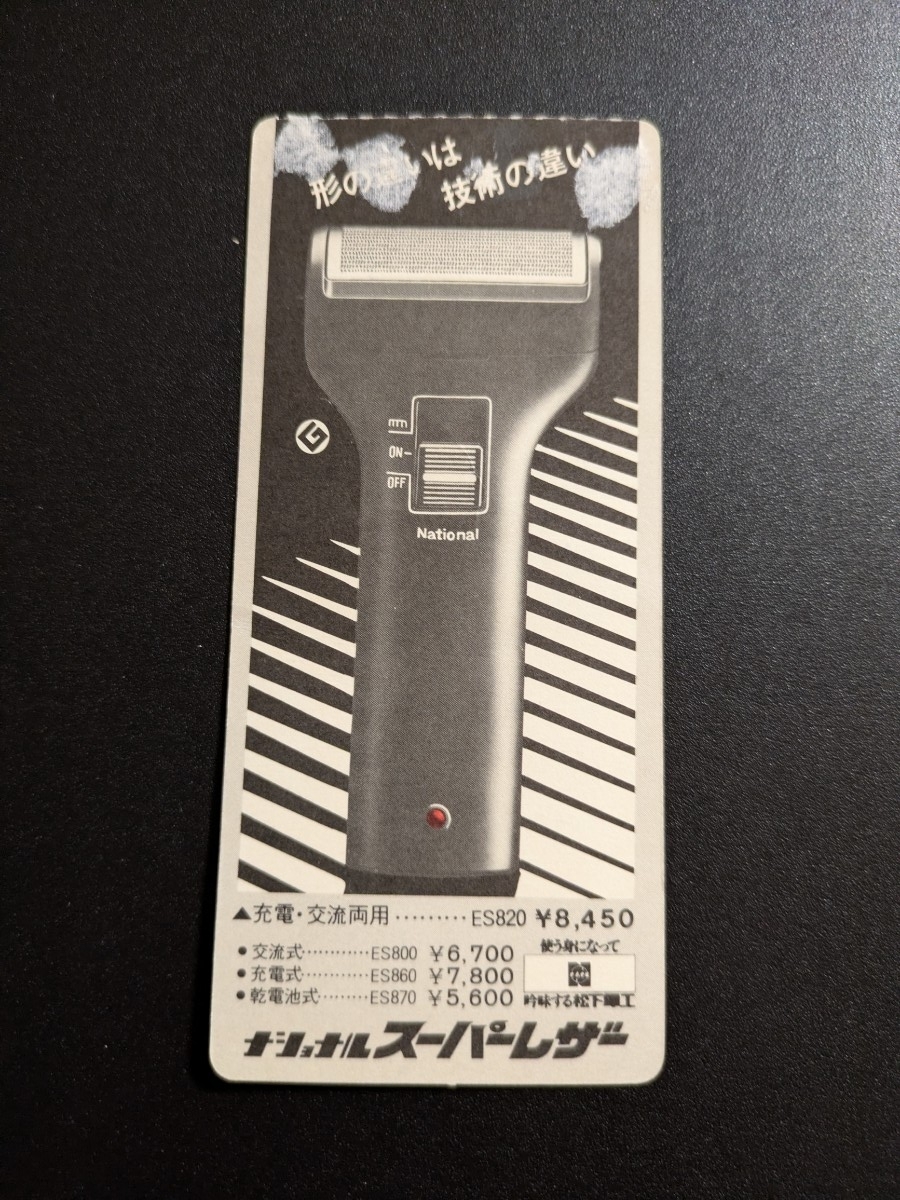 形の違いは
技術の違い
ON
OFF
National
▲充電・交流両用………ES820 ¥8,450
●交流式…………ES800 ¥6,700
●充電式…………ES860 ¥7,800
●乾電池式………ES870 ¥5,600
使う身になって
吟味する松下電工
ナショナルスーパーレザー